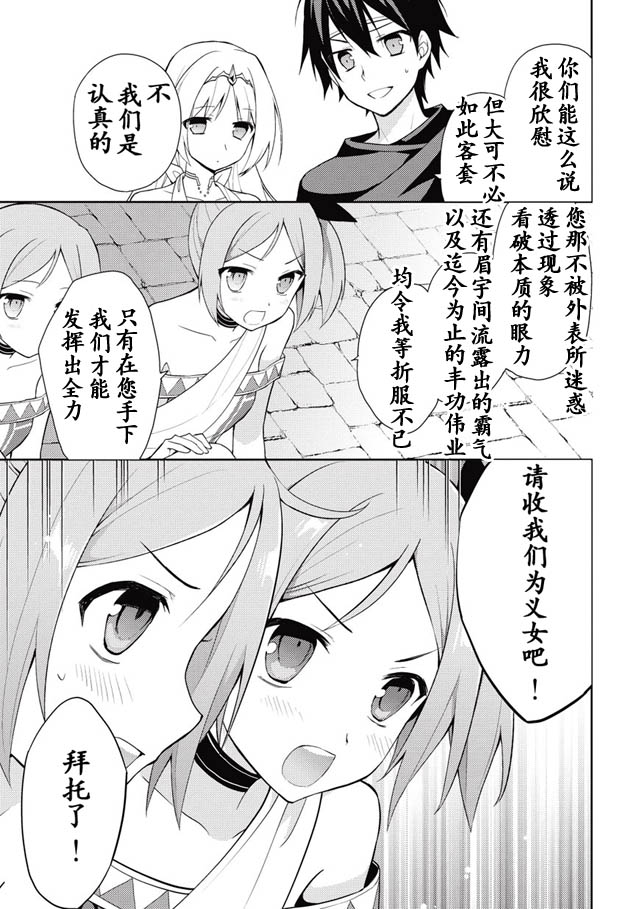 你们能这么说
我很欣慰
但大可不必
如此客套
不
我们是
认真的
您那不被外表所迷惑
透过现象
看破本质的眼力
还有眉宇间流露出的霸气
以及迄今为止的丰功伟业
均令我等折服不已
只有在您手下
我们才能
发挥出全力
请收我们为义女吧！
拜托了！